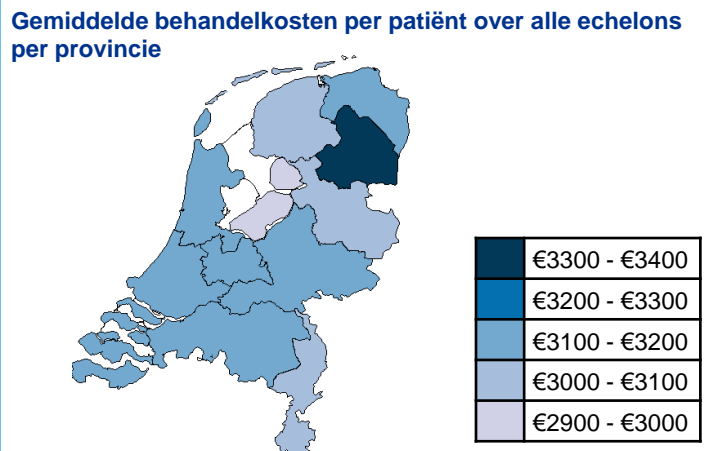 Gemiddelde behandelkosten per patiënt over alle echelons
per provincie
€3300 - €3400
€3200 - €3300
€3100 - €3200
€3000 - €3100
€2900 - €3000